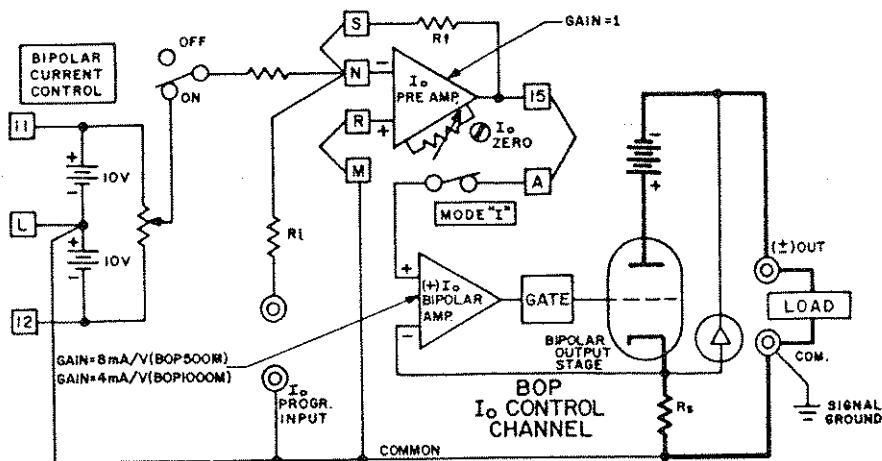 BIPOLAR
CURRENT
CONTROL
OFF
ON
11
L
12
+
-
10V
+
-
10V
S
N
R
M
Rf
GAIN=1
-
+
Io
PRE AMP.
Io
ZERO
15
A
MODE "I"
Ri
+
-
(+)Io
BIPOLAR
AMP.
GATE
-
+
BIPOLAR
OUTPUT
STAGE
(±)OUT
LOAD
COM.
SIGNAL
GROUND
Rs
GAIN=8mA/V(BOP500M)
GAIN=4mA/V(BOP1000M)
Io
PROGR.
INPUT
BOP
Io CONTROL
CHANNEL
COMMON